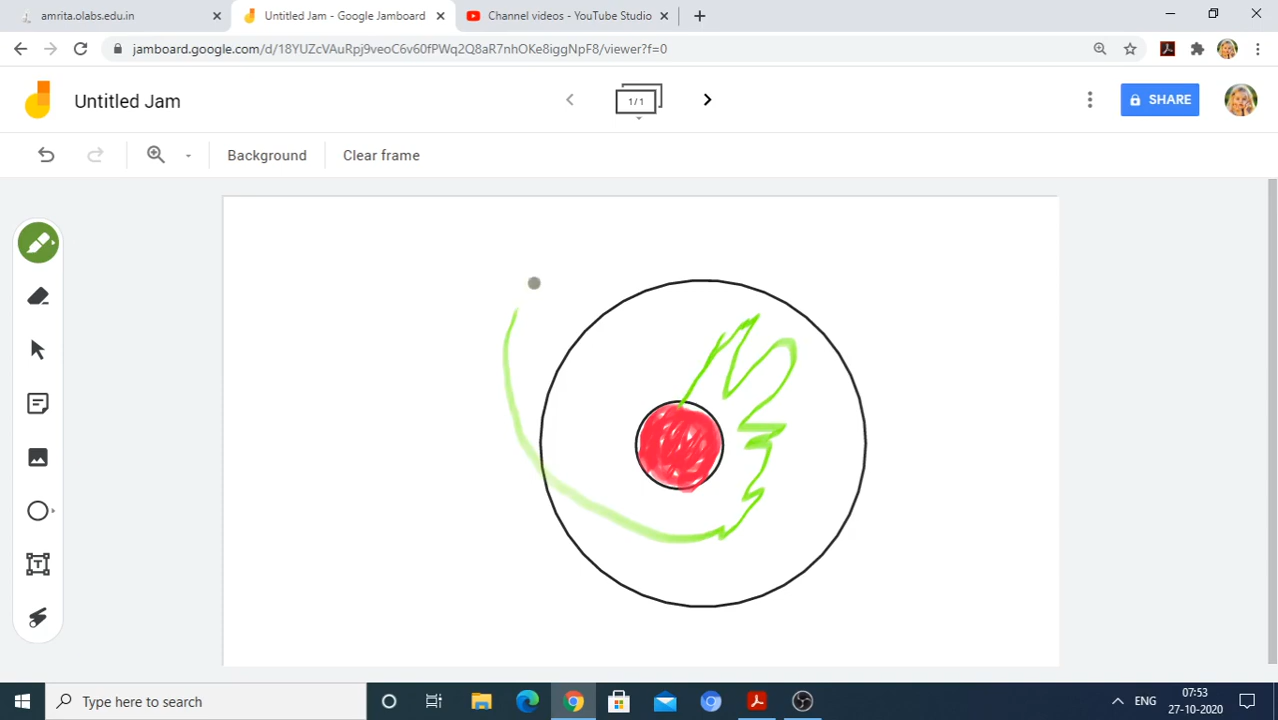 amrita.olabs.edu.in
Untitled Jam - Google Jamboard
Channel videos - YouTube Studio
jamboard.google.com/d/18YUZcVAuRpj9veoC6v60fPWq2Q8aR7nhOKe8iggNpF8/viewer?f=0
Untitled Jam
1/1
SHARE
Background
Clear frame
Type here to search
ENG
07:53
27-10-2020